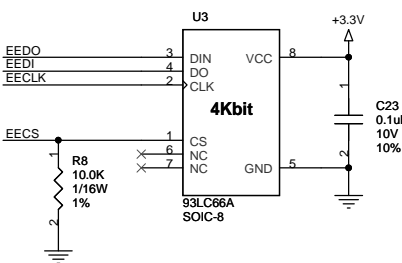 U3
+3.3V
EEDO 3 DIN VCC 8
EEDI 4 DO
EECLK 2 CLK
4Kbit
1
C23
0.1u
10V
10%
2
EECS 1 CS
6 NC
7 NC GND 5
1
R8
10.0K
1/16W
1%
2
93LC66A
SOIC-8